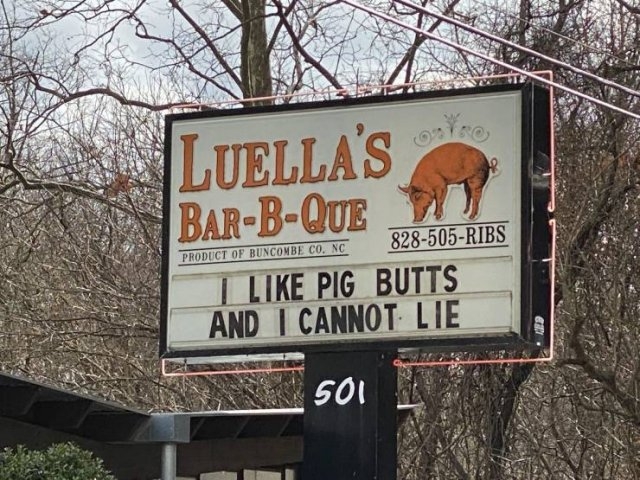 LUELLA'S
BAR-B-QUE
PRODUCT OF BUNCOMBE CO. NC
828-505-RIBS
I LIKE PIG BUTTS
AND I CANNOT LIE
501